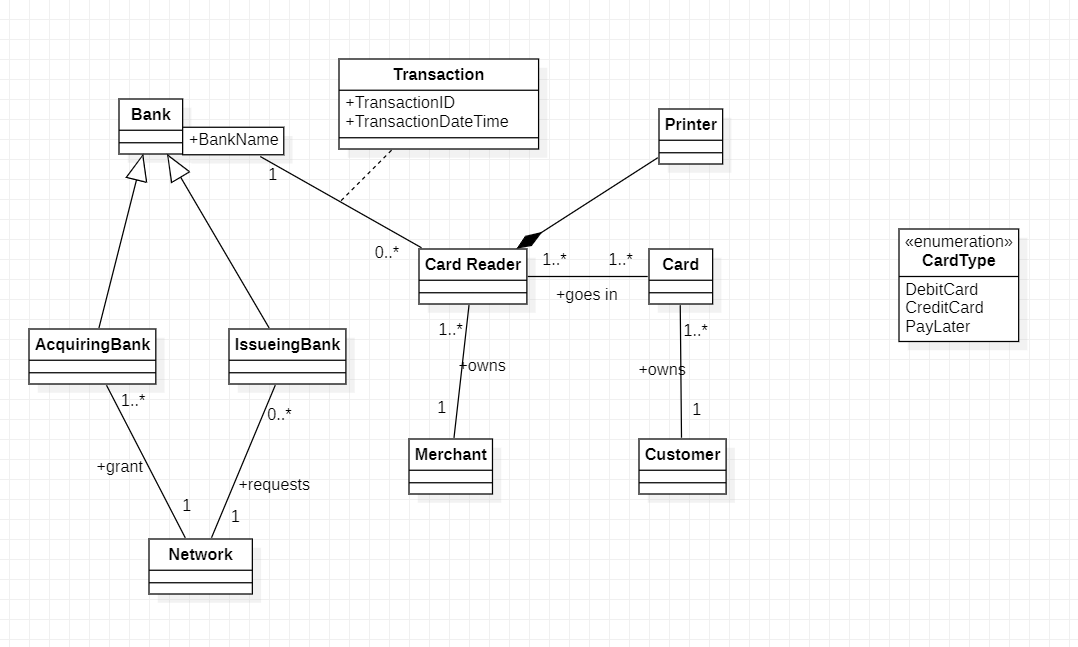 Transaction
+TransactionID
+TransactionDateTime
Bank
+BankName
1
Printer
0..*
Card Reader
1..*
1..*
Card
+goes in
«enumeration»
CardType
DebitCard
CreditCard
PayLater
AcquiringBank
IssueingBank
1..*
1..*
+owns
+owns
1..*
0..*
1
1
+grant
+requests
Merchant
Customer
1
1
Network